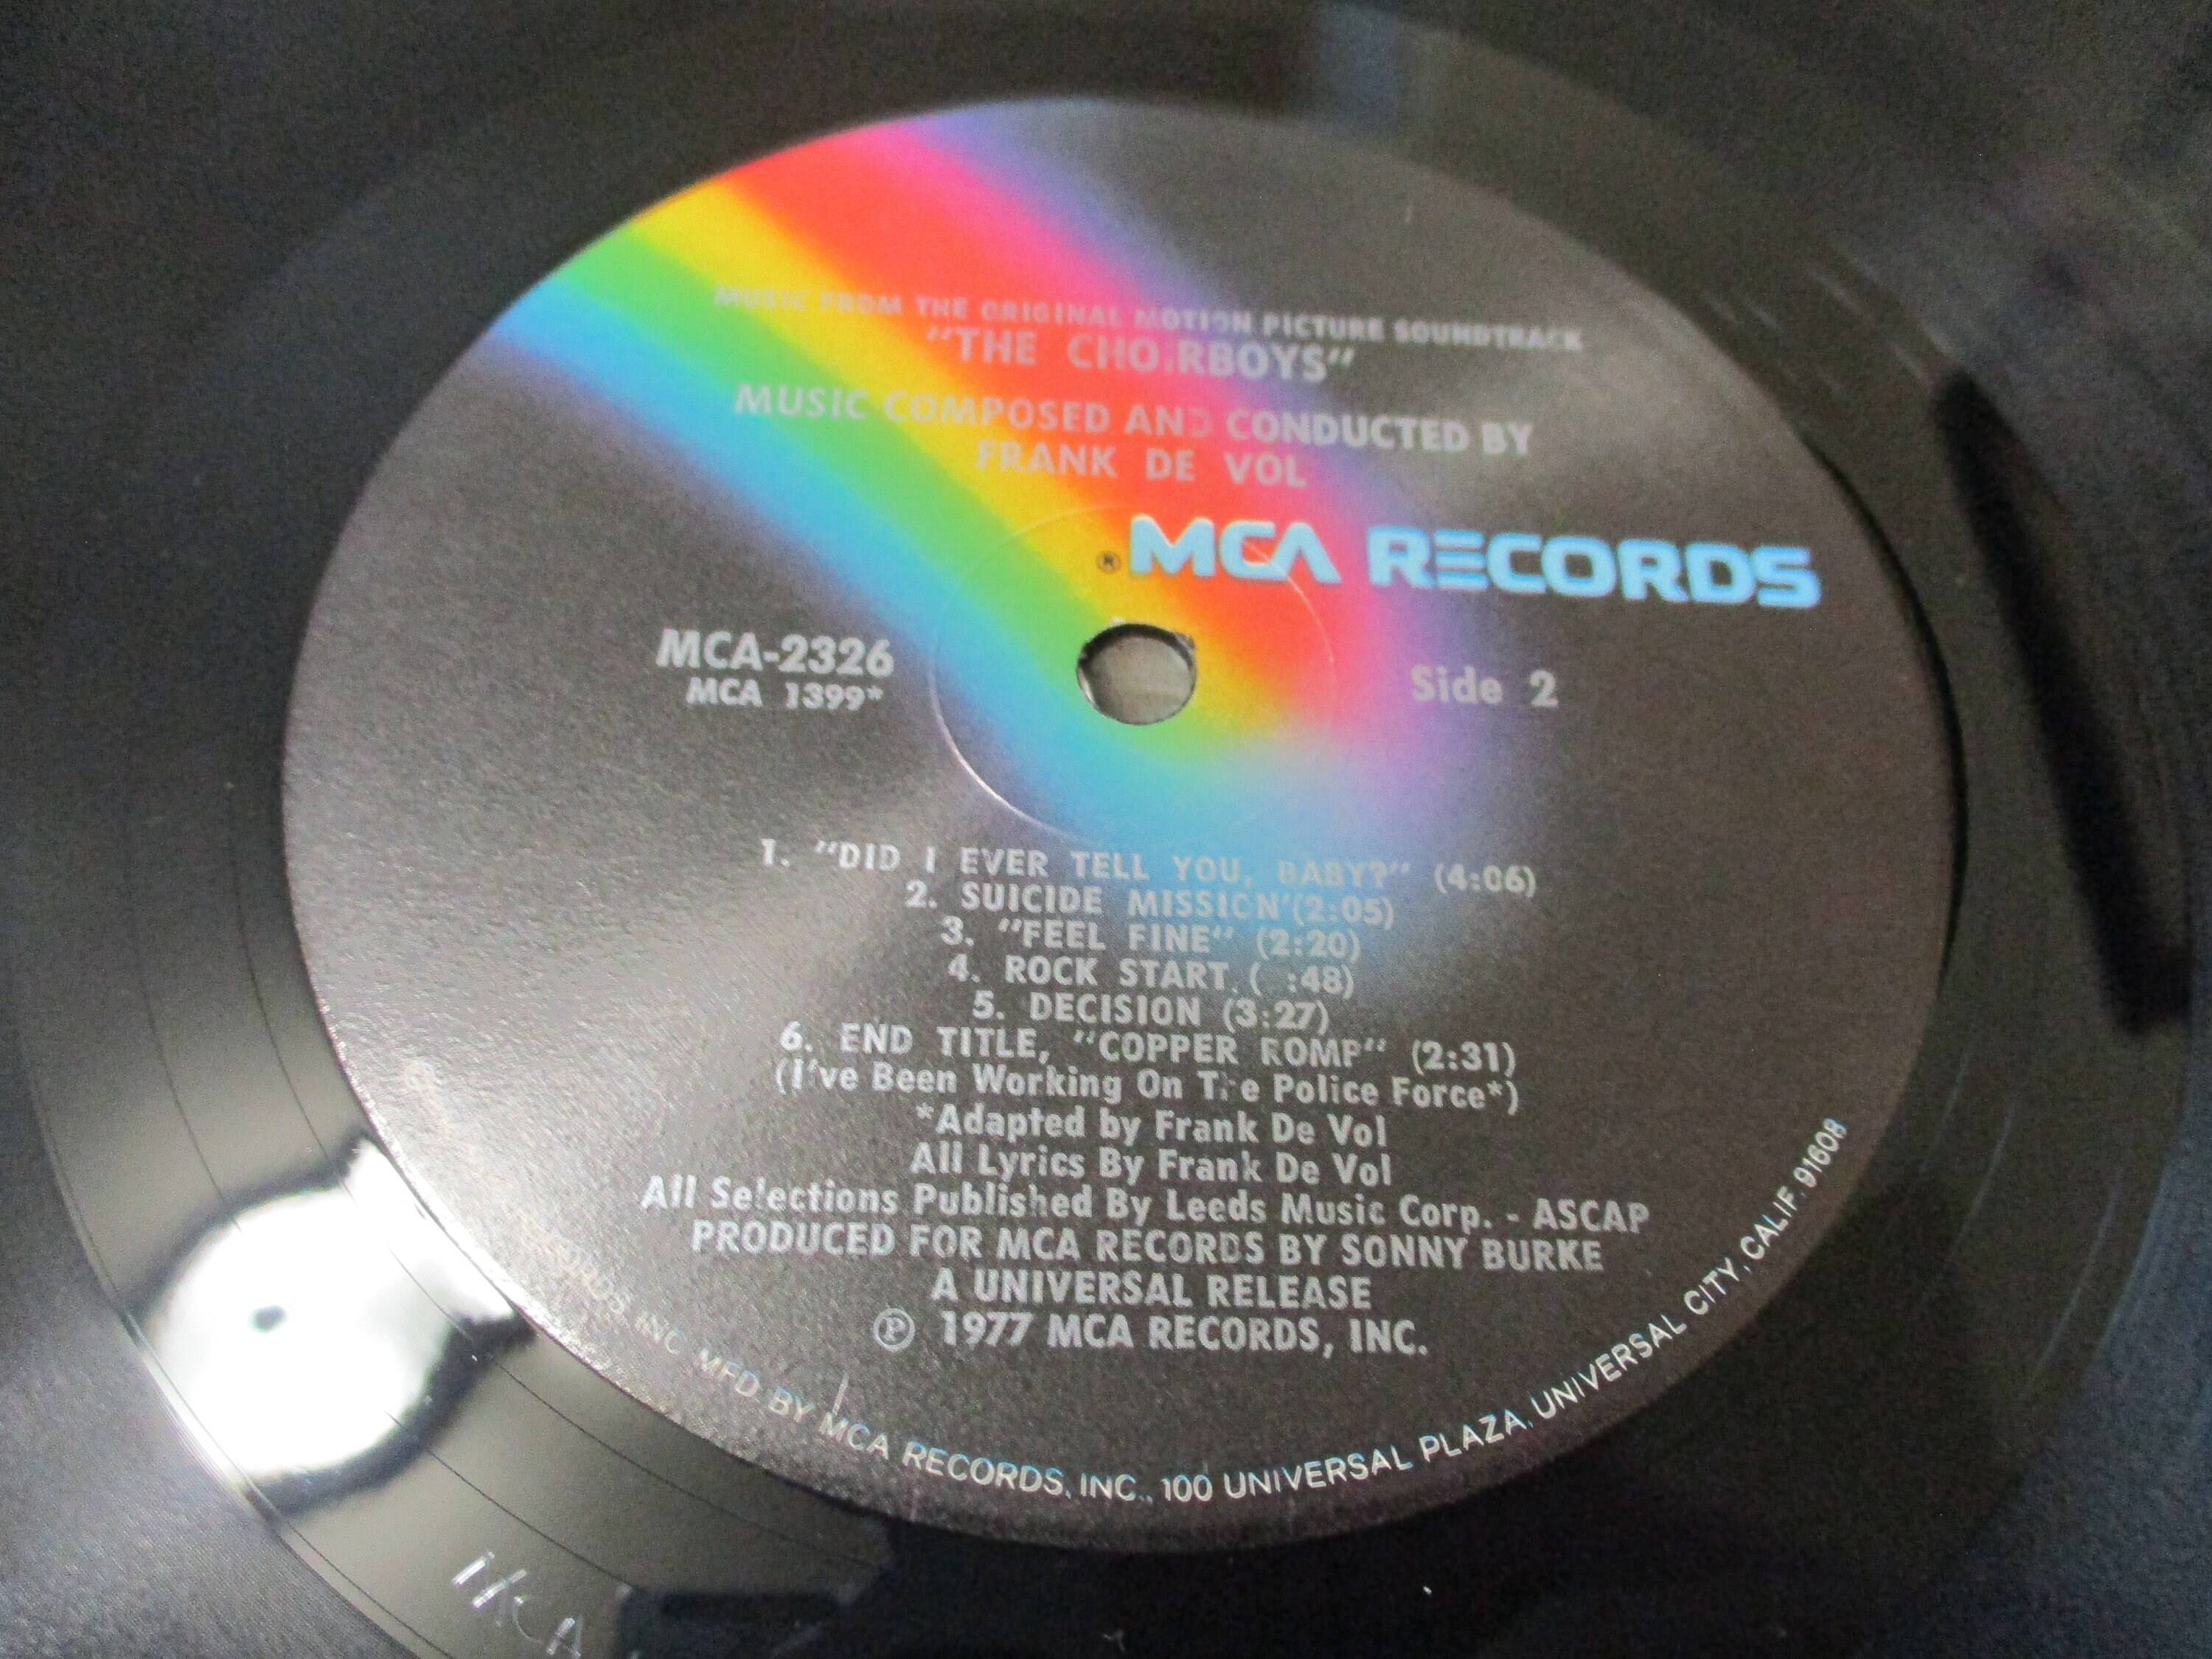 MUSIC FROM THE ORIGINAL MOTION PICTURE SOUNDTRACK
"THE CHOIRBOYS"
MUSIC COMPOSED AND CONDUCTED BY
FRANK DE VOL
® MCA RECORDS
MCA-2326
MCA 1399*
Side 2
1. "DID I EVER TELL YOU, BABY?" (4:06)
2. SUICIDE MISSION (2:05)
3. "FEEL FINE" (2:20)
4. ROCK START. ( :48)
5. DECISION (3:27)
6. END TITLE, "COPPER ROMP" (2:31)
(I've Been Working On The Police Force*)
*Adapted by Frank De Vol
All Lyrics By Frank De Vol
All Selections Published By Leeds Music Corp. - ASCAP
PRODUCED FOR MCA RECORDS BY SONNY BURKE
A UNIVERSAL RELEASE
℗ 1977 MCA RECORDS, INC.
INC. MFD. BY MCA RECORDS, INC., 100 UNIVERSAL PLAZA, UNIVERSAL CITY, CALIF. 91608